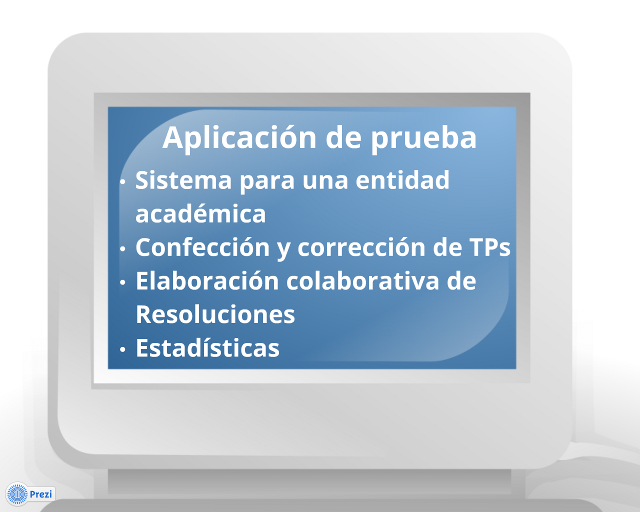 Aplicación de prueba
• Sistema para una entidad
académica
• Confección y corrección de TPs
• Elaboración colaborativa de
Resoluciones
• Estadísticas
Prezi